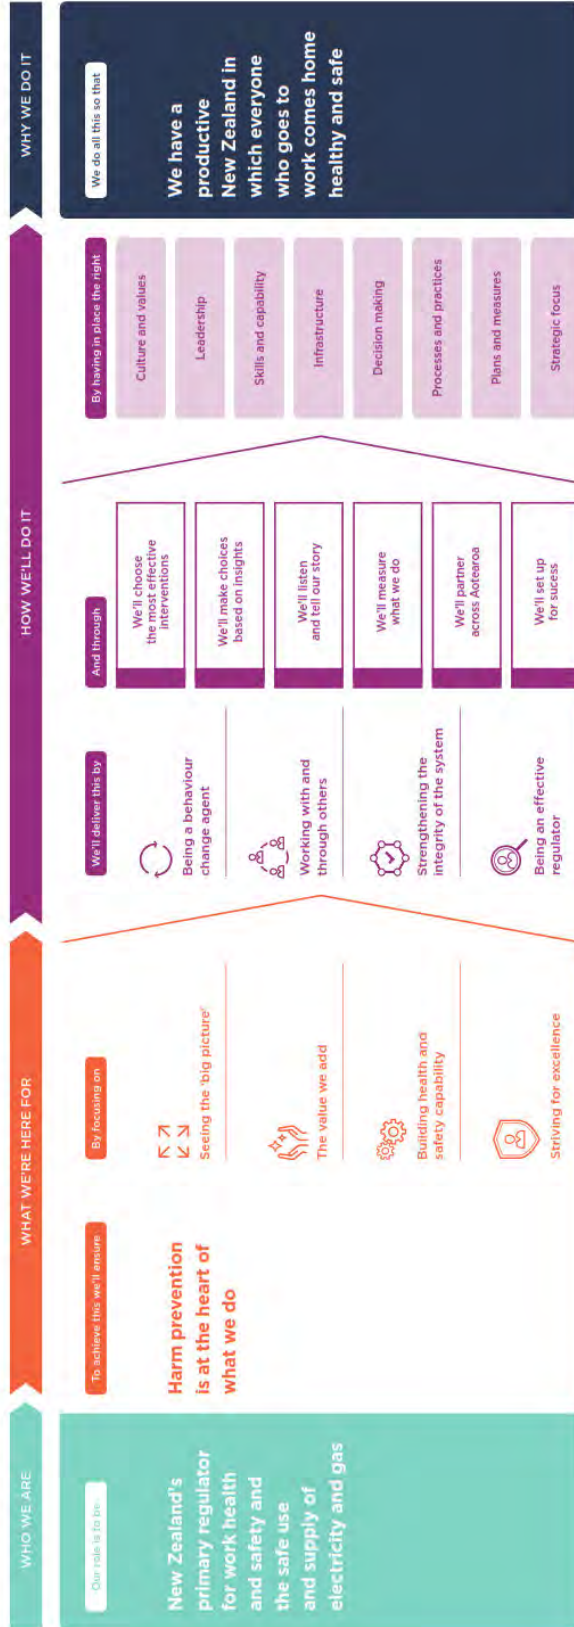 WHO WE ARE
Our role is to be
New Zealand's
primary regulator
for work health
and safety and
the safe use
and supply of
electricity and gas
WHAT WE'RE HERE FOR
To achieve this we'll ensure
Harm prevention
is at the heart of
what we do
By focusing on
Seeing the 'big picture'
The value we add
Building health and
safety capability
Striving for excellence
HOW WE'LL DO IT
We'll deliver this by
Being a behaviour
change agent
Working with and
through others
Strengthening the
integrity of the system
Being an effective
regulator
And through
We'll choose
the most effective
interventions
We'll make choices
based on insights
We'll listen
and tell our story
We'll measure
what we do
We'll partner
across Aotearoa
We'll set up
for sucess
By having in place the right
Culture and values
Leadership
Skills and capability
Infrastructure
Decision making
Processes and practices
Plans and measures
Strategic focus
WHY WE DO IT
We do all this so that
We have a
productive
New Zealand in
which everyone
who goes to
work comes home
healthy and safe